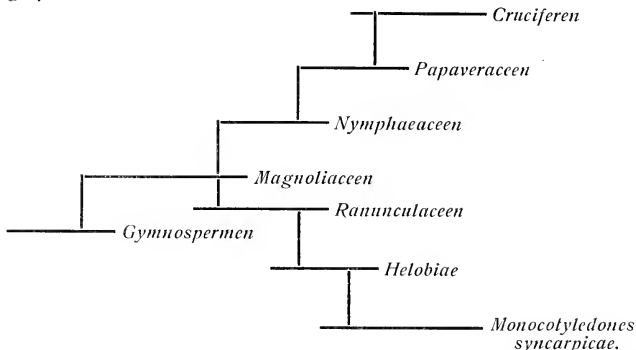 Cruciferen
Papaveraceen
Nymphaeaceen
Magnoliaceen
Ranunculaceen
Gymnospermen
Helobiae
Monocotyledones
syncarpicae.